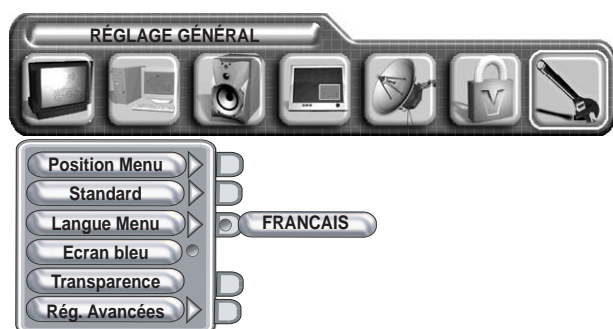 RÉGLAGE GÉNÉRAL
V
Position Menu
Standard
Langue Menu
FRANCAIS
Ecran bleu
Transparence
Rég. Avancées